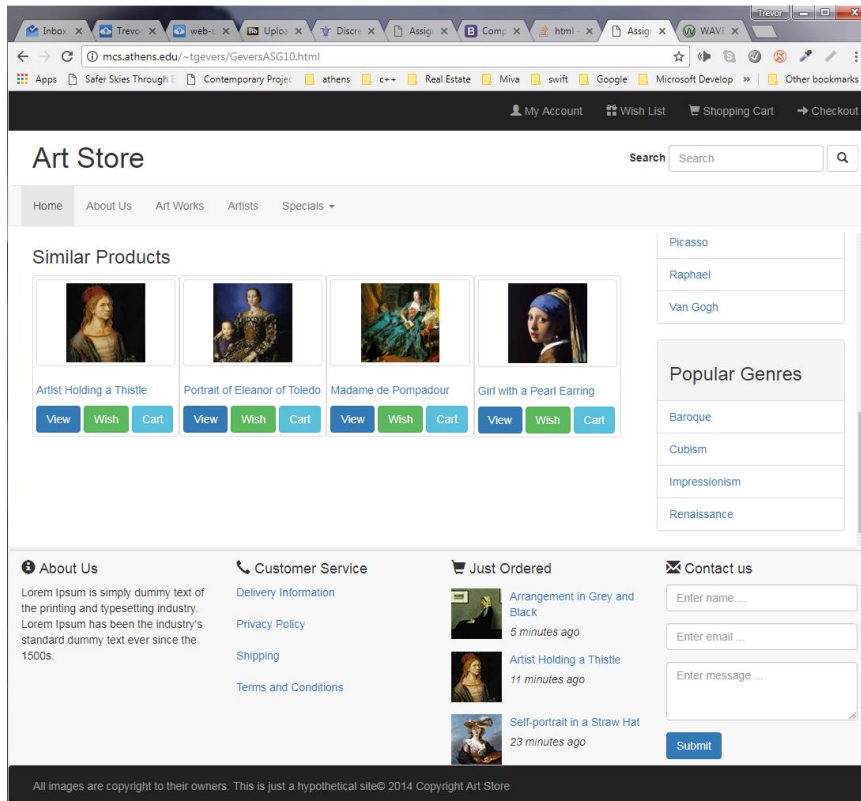 Trevor
Inbox
Trevo
web-c
Uploa
Discre
Assig
Comp
html -
Assig
WAVE
mcs.athens.edu/~tgevers/GeversASG10.html
Apps Safer Skies Through Contemporary Projec athens c++ Real Estate Miva swift Google Microsoft Develop » Other bookmarks
My Account Wish List Shopping Cart Checkout
Art Store
Search Search
Home About Us Art Works Artists Specials
Similar Products
Artist Holding a Thistle
View Wish Cart
Portrait of Eleanor of Toledo
View Wish Cart
Madame de Pompadour
View Wish Cart
Girl with a Pearl Earring
View Wish Cart
Picasso
Raphael
Van Gogh
Popular Genres
Baroque
Cubism
Impressionism
Renaissance
About Us
Lorem Ipsum is simply dummy text of
the printing and typesetting industry.
Lorem Ipsum has been the industry's
standard dummy text ever since the
1500s.
Customer Service
Delivery Information
Privacy Policy
Shipping
Terms and Conditions
Just Ordered
Arrangement in Grey and
Black
5 minutes ago
Artist Holding a Thistle
11 minutes ago
Self-portrait in a Straw Hat
23 minutes ago
Contact us
Enter name ...
Enter email ...
Enter message ...
Submit
All images are copyright to their owners. This is just a hypothetical site© 2014 Copyright Art Store